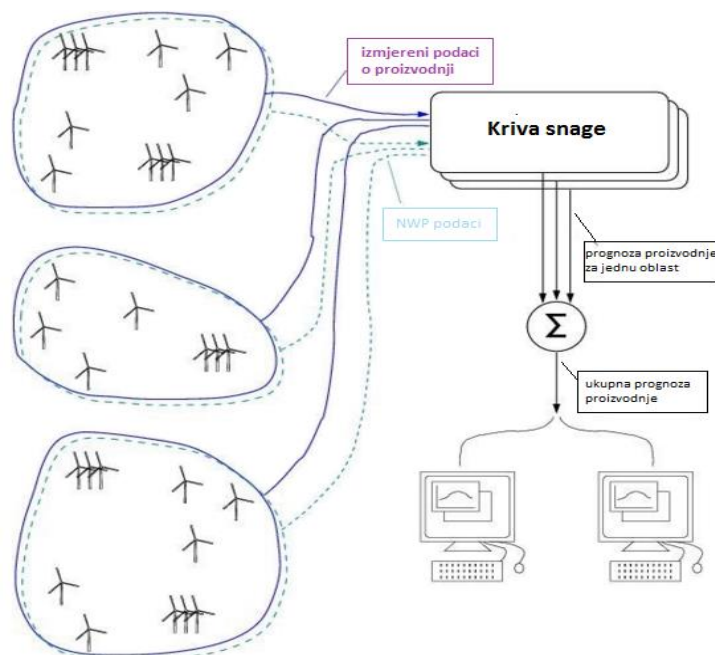 izmjereni podaci
o proizvodnji
Kriva snage
NWP podaci
prognoza proizvodnje
za jednu oblast
Σ
ukupna prognoza
proizvodnje